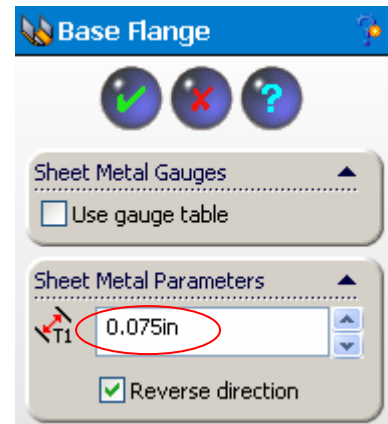 Base Flange
?
?
Sheet Metal Gauges
Use gauge table
Sheet Metal Parameters
T1
0.075in
Reverse direction